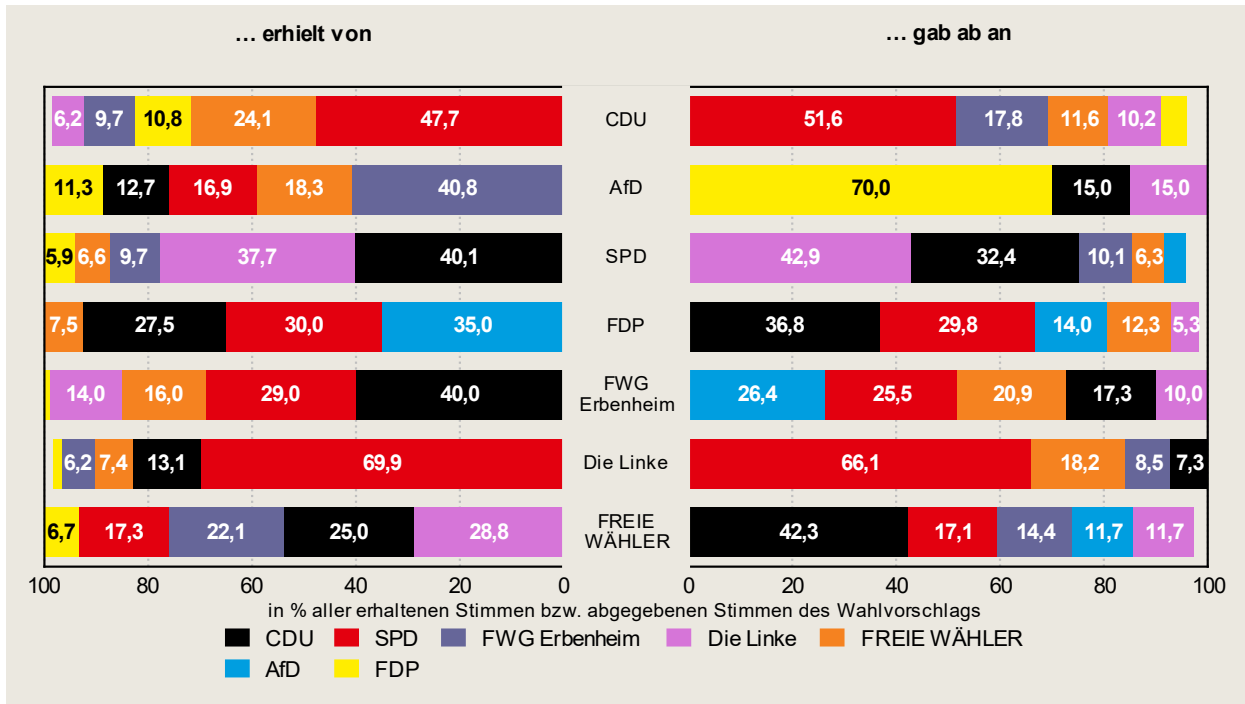 … erhielt von
… gab ab an
6,2 9,7 10,8 24,1 47,7 CDU 51,6 17,8 11,6 10,2
11,3 12,7 16,9 18,3 40,8 AfD 70,0 15,0 15,0
5,9 6,6 9,7 37,7 40,1 SPD 42,9 32,4 10,1 6,3
7,5 27,5 30,0 35,0 FDP 36,8 29,8 14,0 12,3 5,3
14,0 16,0 29,0 40,0 FWG
Erbenheim 26,4 25,5 20,9 17,3 10,0
6,2 7,4 13,1 69,9 Die Linke 66,1 18,2 8,5 7,3
6,7 17,3 22,1 25,0 28,8 FREIE
WÄHLER 42,3 17,1 14,4 11,7 11,7
100 80 60 40 20 0 0 20 40 60 80 100
in % aller erhaltenen Stimmen bzw. abgegebenen Stimmen des Wahlvorschlags
CDU SPD FWG Erbenheim Die Linke FREIE WÄHLER
AfD FDP